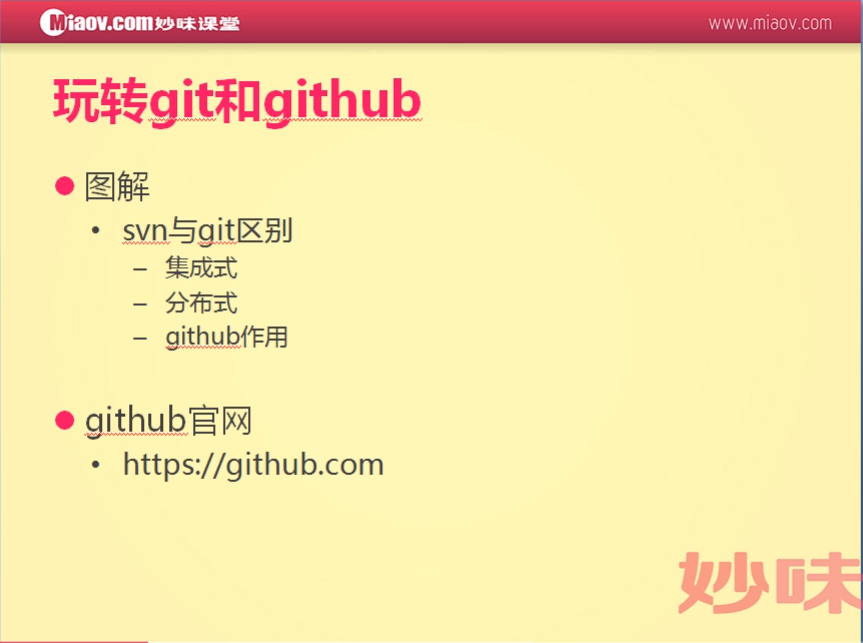 Miaov.com妙味课堂
www.miaov.com
玩转git和github
图解
svn与git区别
集成式
分布式
github作用
github官网
https://github.com
妙味